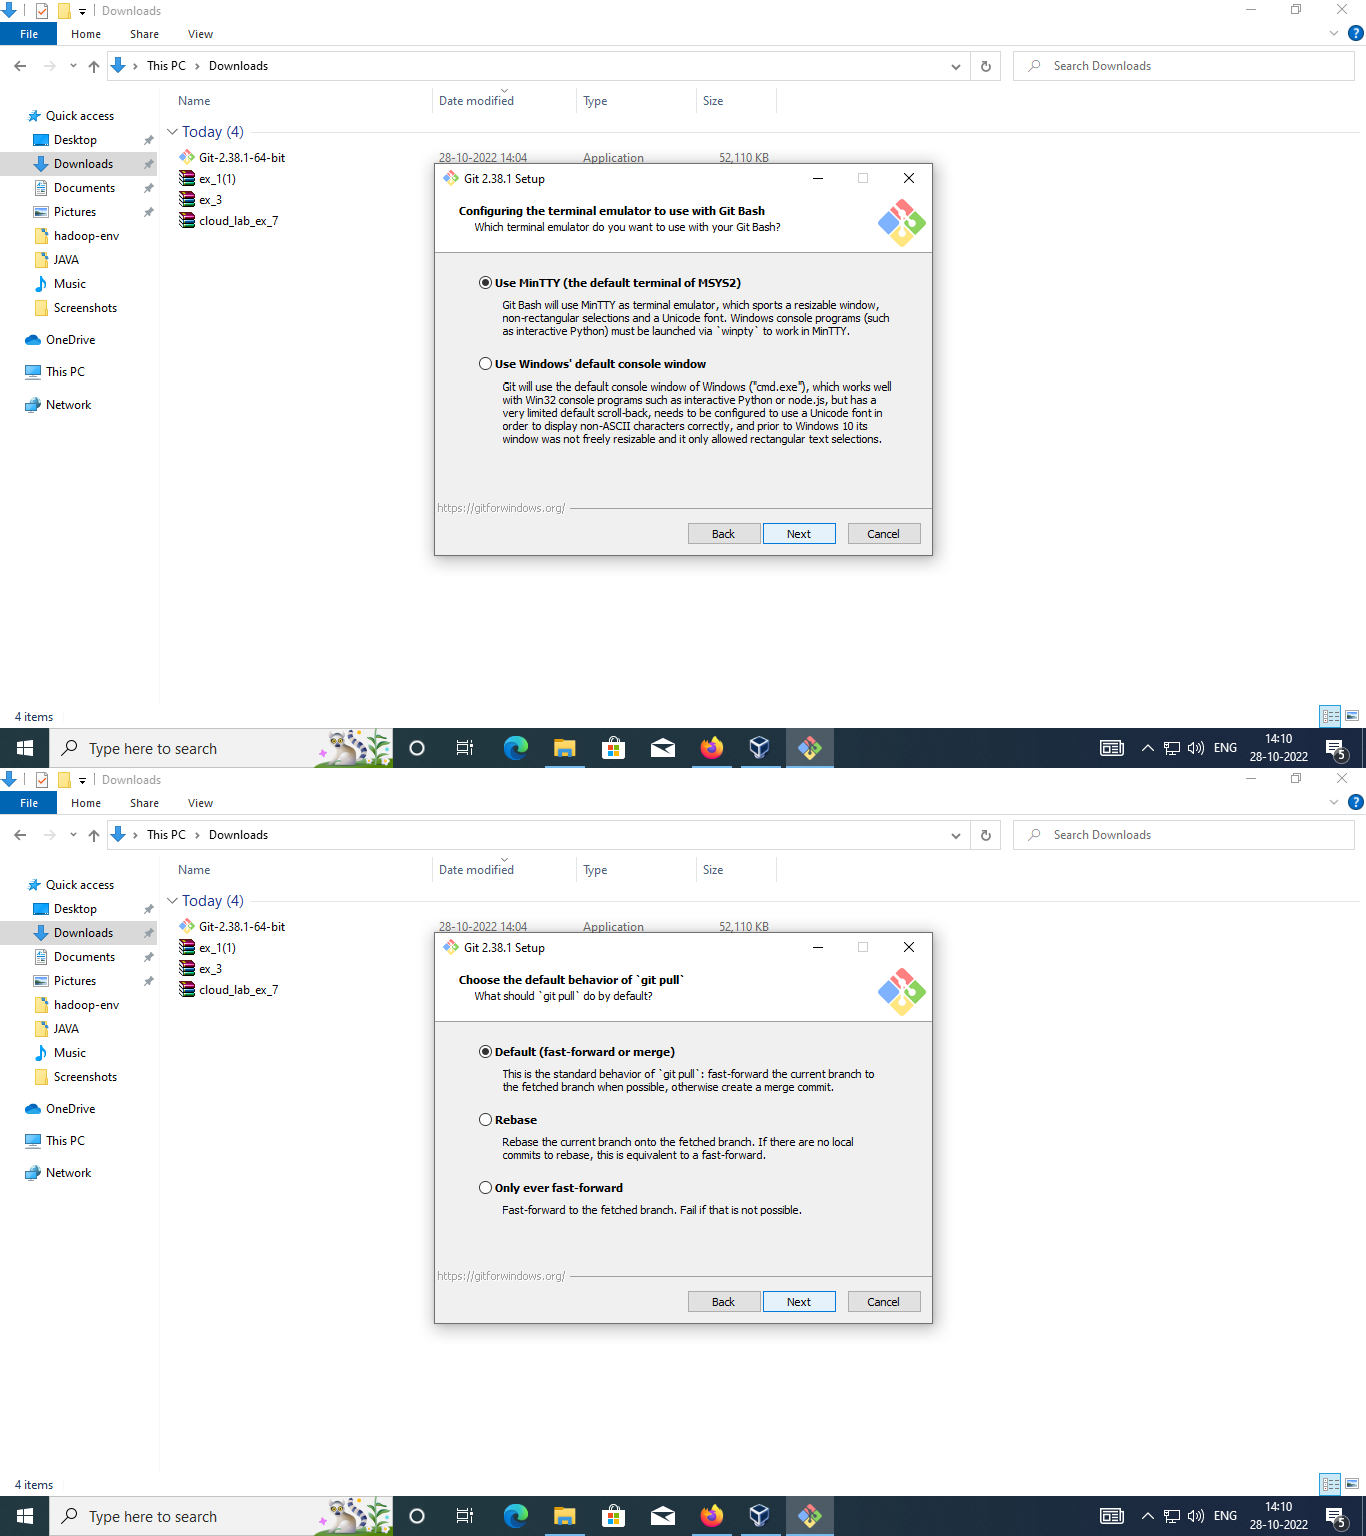 Downloads
File Home Share View
This PC Downloads Search Downloads
Name Date modified Type Size
Quick access
Today (4)
Desktop
Git-2.38.1-64-bit 28-10-2022 14:04 Application 52,110 KB
Downloads
ex_1(1)
Documents
ex_3
Pictures
cloud_lab_ex_7
hadoop-env
JAVA
Music
Screenshots
OneDrive
This PC
Network
Git 2.38.1 Setup
Configuring the terminal emulator to use with Git Bash
Which terminal emulator do you want to use with your Git Bash?
Use MinTTY (the default terminal of MSYS2)
Git Bash will use MinTTY as terminal emulator, which sports a resizable window,
non-rectangular selections and a Unicode font. Windows console programs (such
as interactive Python) must be launched via `winpty` to work in MinTTY.
Use Windows' default console window
Git will use the default console window of Windows ("cmd.exe"), which works well
with Win32 console programs such as interactive Python or node.js, but has a
very limited default scroll-back, needs to be configured to use a Unicode font in
order to display non-ASCII characters correctly, and prior to Windows 10 its
window was not freely resizable and it only allowed rectangular text selections.
https://gitforwindows.org/
Back Next Cancel
4 items
Type here to search ENG 14:10
28-10-2022 5
Downloads
File Home Share View
This PC Downloads Search Downloads
Name Date modified Type Size
Quick access
Today (4)
Desktop
Git-2.38.1-64-bit 28-10-2022 14:04 Application 52,110 KB
Downloads
ex_1(1)
Documents
ex_3
Pictures
cloud_lab_ex_7
hadoop-env
JAVA
Music
Screenshots
OneDrive
This PC
Network
Git 2.38.1 Setup
Choose the default behavior of `git pull`
What should `git pull` do by default?
Default (fast-forward or merge)
This is the standard behavior of `git pull`: fast-forward the current branch to
the fetched branch when possible, otherwise create a merge commit.
Rebase
Rebase the current branch onto the fetched branch. If there are no local
commits to rebase, this is equivalent to a fast-forward.
Only ever fast-forward
Fast-forward to the fetched branch. Fail if that is not possible.
https://gitforwindows.org/
Back Next Cancel
4 items
Type here to search ENG 14:10
28-10-2022 5